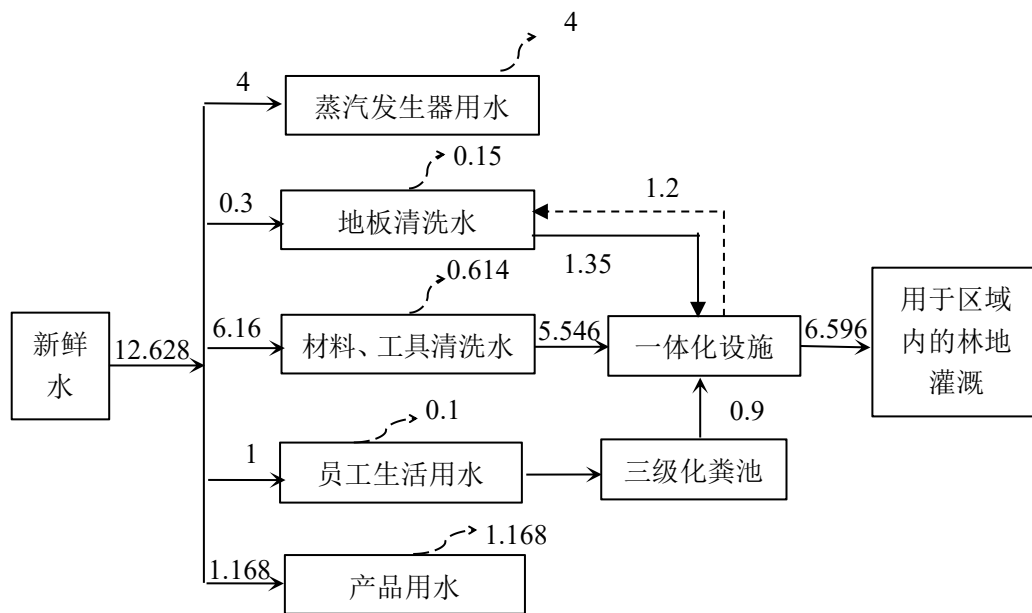 4
4
蒸汽发生器用水
0.15
1.2
0.3
地板清洗水
1.35
0.614
用于区域
内的林地
灌溉
新鲜
水
12.628
6.16
材料、工具清洗水
5.546
一体化设施
6.596
0.1
0.9
1
员工生活用水
三级化粪池
1.168
1.168
产品用水